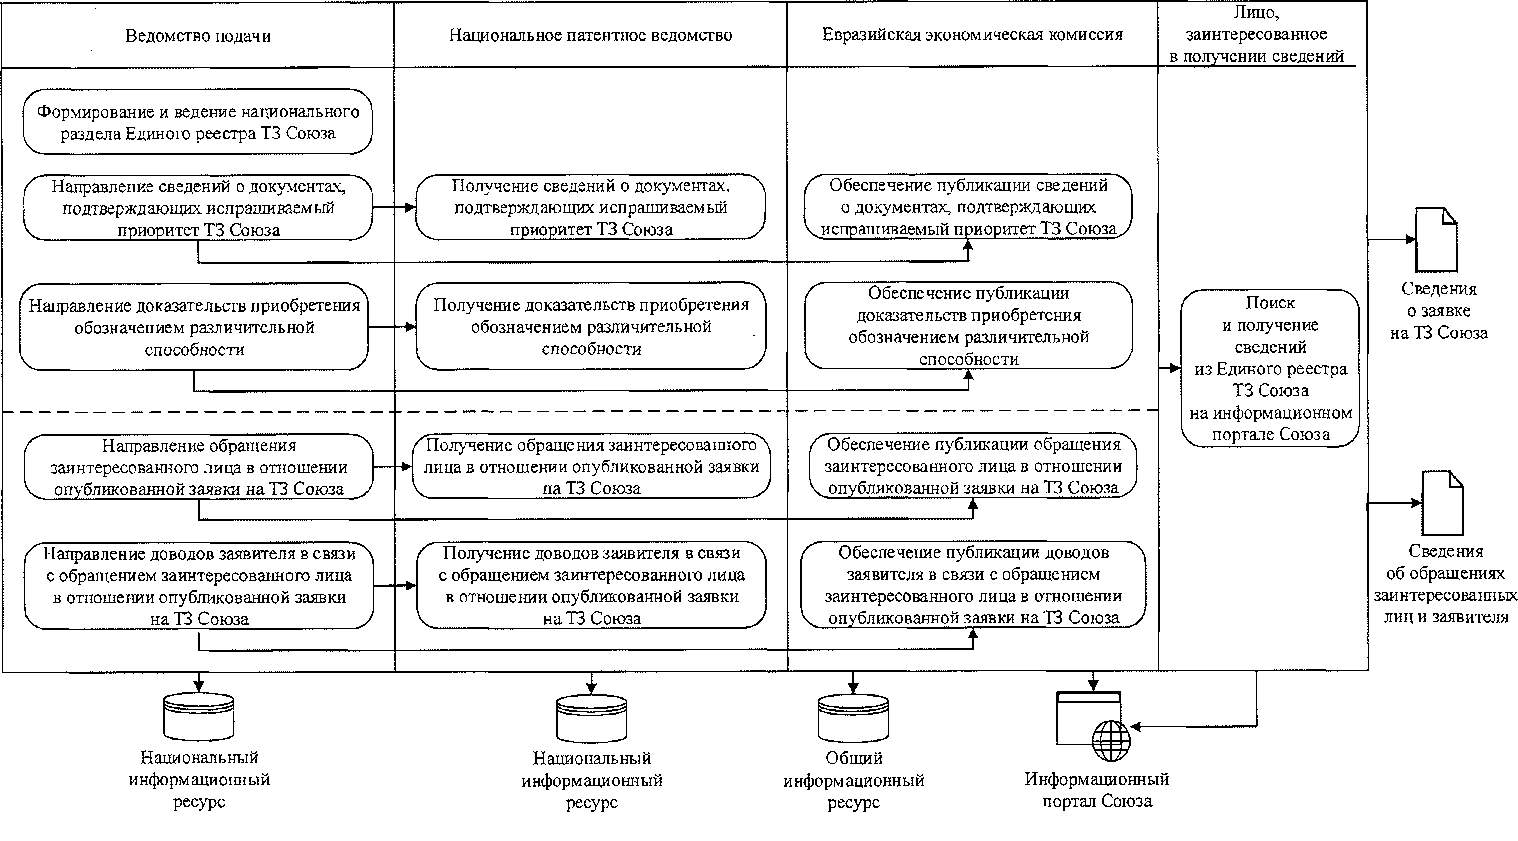 Ведомство подачи
Национальное патентное ведомство
Евразийская экономическая комиссия
Лицо,
заинтересованное
в получении сведений
Формирование и ведение национального
раздела Единого реестра ТЗ Союза
Направление сведений о документах,
подтверждающих испрашиваемый
приоритет ТЗ Союза
Получение сведений о документах,
подтверждающих испрашиваемый
приоритет ТЗ Союза
Обеспечение публикации сведений
о документах, подтверждающих
испрашиваемый приоритет ТЗ Союза
Направление доказательств приобретения
обозначением различительной
способности
Получение доказательств приобретения
обозначением различительной
способности
Обеспечение публикации
доказательств приобретения
обозначением различительной
способности
Поиск
и получение
сведений
из Единого реестра
ТЗ Союза
на информационном
портале Союза
Направление обращения
заинтересованного лица в отношении
опубликованной заявки на ТЗ Союза
Получение обращения заинтересованного
лица в отношении опубликованной заявки
на ТЗ Союза
Обеспечение публикации обращения
заинтересованного лица в отношении
опубликованной заявки на ТЗ Союза
Направление доводов заявителя в связи
с обращением заинтересованного лица
в отношении опубликованной заявки
на ТЗ Союза
Получение доводов заявителя в связи
с обращением заинтересованного лица
в отношении опубликованной заявки
на ТЗ Союза
Обеспечение публикации доводов
заявителя в связи с обращением
заинтересованного лица в отношении
опубликованной заявки на ТЗ Союза
Сведения
о заявке
на ТЗ Союза
Сведения
об обращениях
заинтересованных
лиц и заявителя
Национальный
информационный
ресурс
Национальный
информационный
ресурс
Общий
информационный
ресурс
Информационный
портал Союза